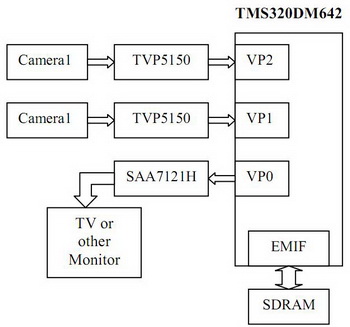 TMS320DM642
Camera1
TVP5150
VP2
Camera1
TVP5150
VP1
SAA7121H
VP0
TV or
other
Monitor
EMIF
SDRAM